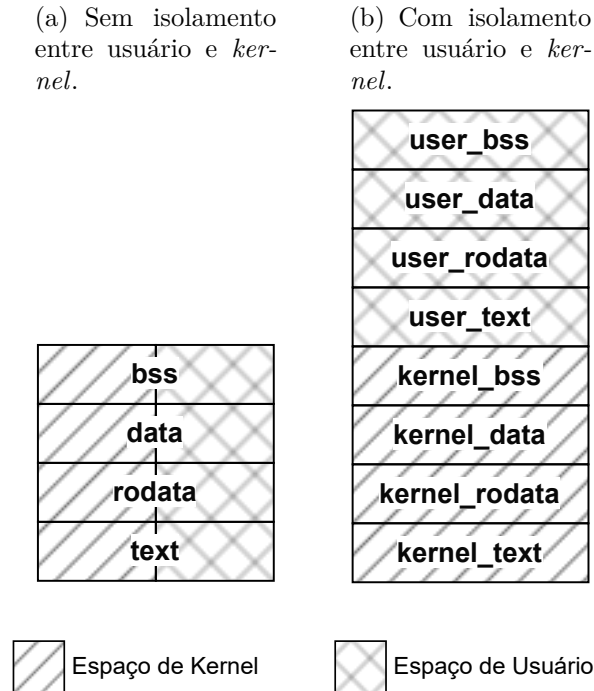 (a) Sem isolamento
entre usuário e ker-
nel.
(b) Com isolamento
entre usuário e ker-
nel.
bss
data
rodata
text
user_bss
user_data
user_rodata
user_text
kernel_bss
kernel_data
kernel_rodata
kernel_text
Espaço de Kernel
Espaço de Usuário